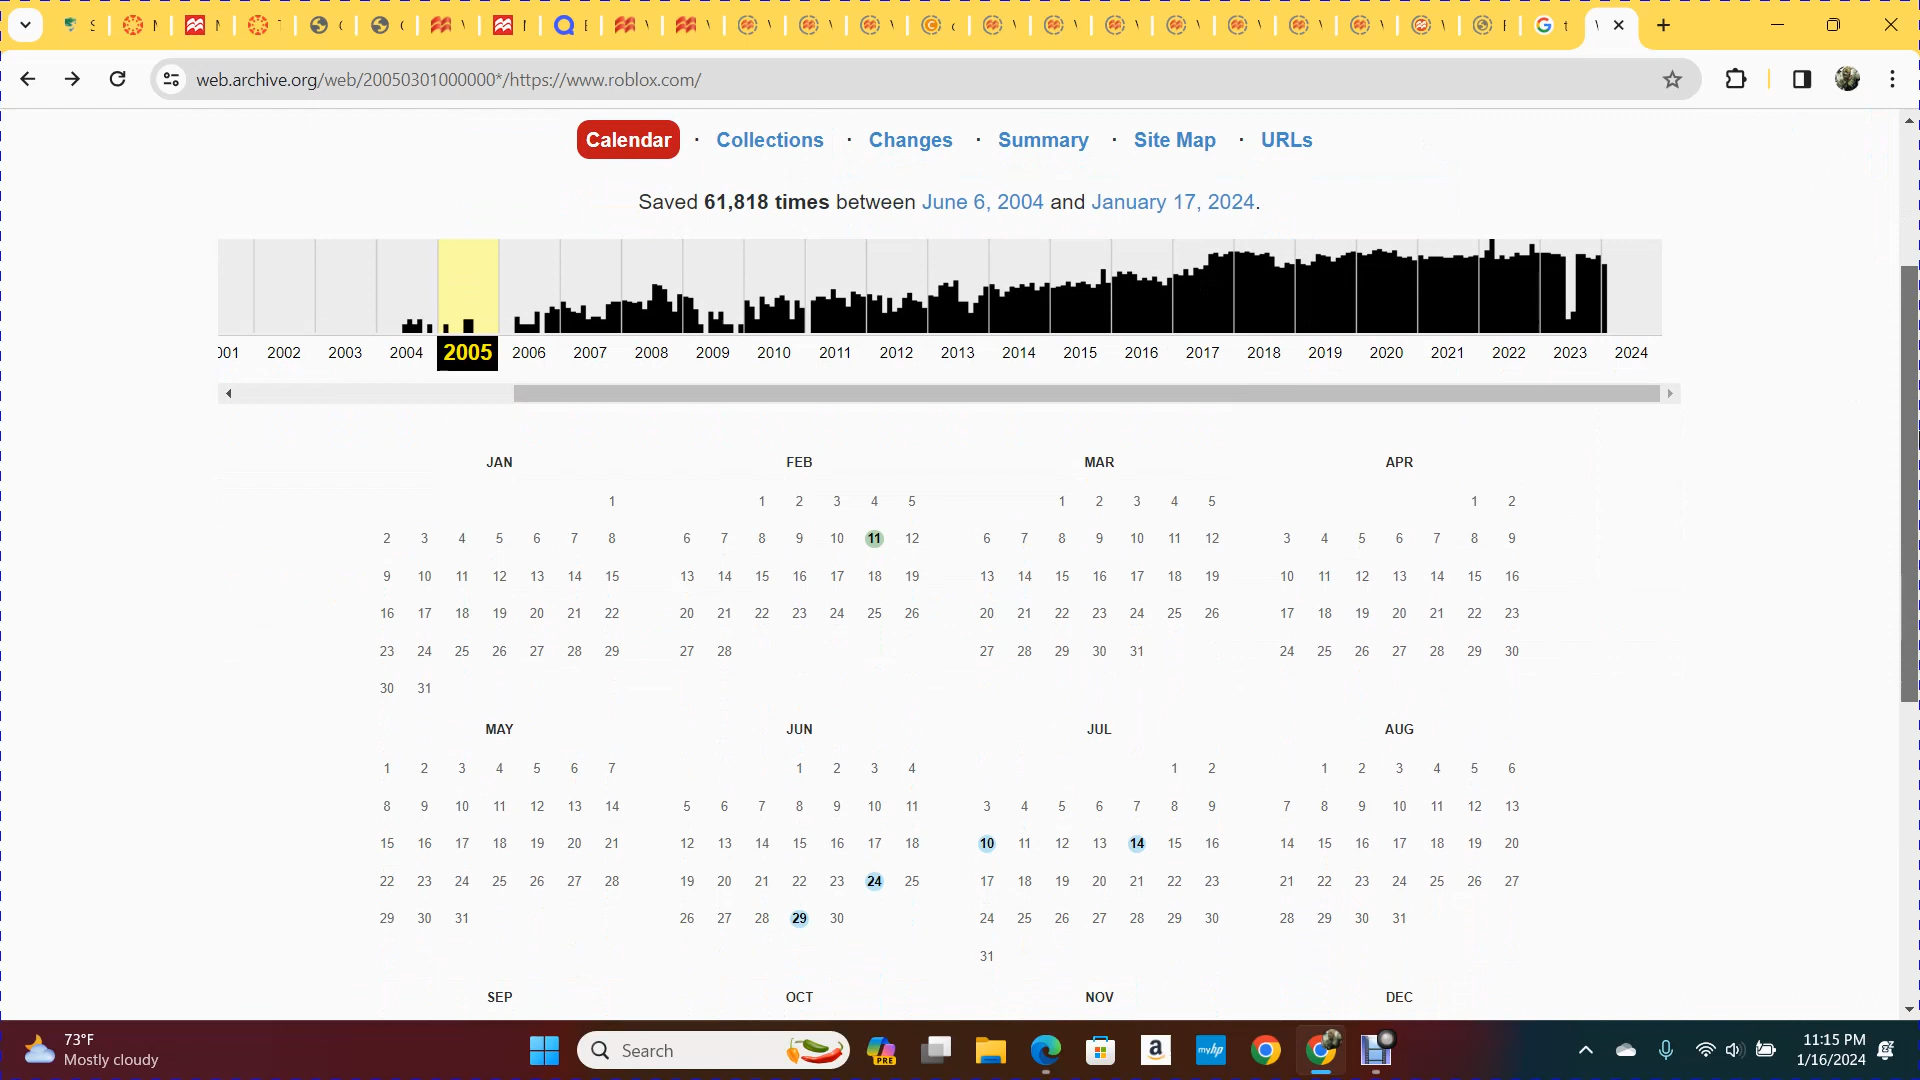 web.archive.org/web/20050301000000*/https://www.roblox.com/
Calendar · Collections · Changes · Summary · Site Map · URLs
Saved 61,818 times between June 6, 2004 and January 17, 2024.
001 2002 2003 2004 2005 2006 2007 2008 2009 2010 2011 2012 2013 2014 2015 2016 2017 2018 2019 2020 2021 2022 2023 2024
JAN FEB MAR APR
1 1 2 3 4 5 1 2 3 4 5 1 2
2 3 4 5 6 7 8 6 7 8 9 10 11 12 6 7 8 9 10 11 12 3 4 5 6 7 8 9
9 10 11 12 13 14 15 13 14 15 16 17 18 19 13 14 15 16 17 18 19 10 11 12 13 14 15 16
16 17 18 19 20 21 22 20 21 22 23 24 25 26 20 21 22 23 24 25 26 17 18 19 20 21 22 23
23 24 25 26 27 28 29 27 28 27 28 29 30 31 24 25 26 27 28 29 30
30 31
MAY JUN JUL AUG
1 2 3 4 5 6 7 1 2 3 4 1 2 1 2 3 4 5 6
8 9 10 11 12 13 14 5 6 7 8 9 10 11 3 4 5 6 7 8 9 7 8 9 10 11 12 13
15 16 17 18 19 20 21 12 13 14 15 16 17 18 10 11 12 13 14 15 16 14 15 16 17 18 19 20
22 23 24 25 26 27 28 19 20 21 22 23 24 25 17 18 19 20 21 22 23 21 22 23 24 25 26 27
29 30 31 26 27 28 29 30 24 25 26 27 28 29 30 28 29 30 31
31
SEP OCT NOV DEC
73°F
Mostly cloudy
Search
PRE
a
myhp
11:15 PM
1/16/2024